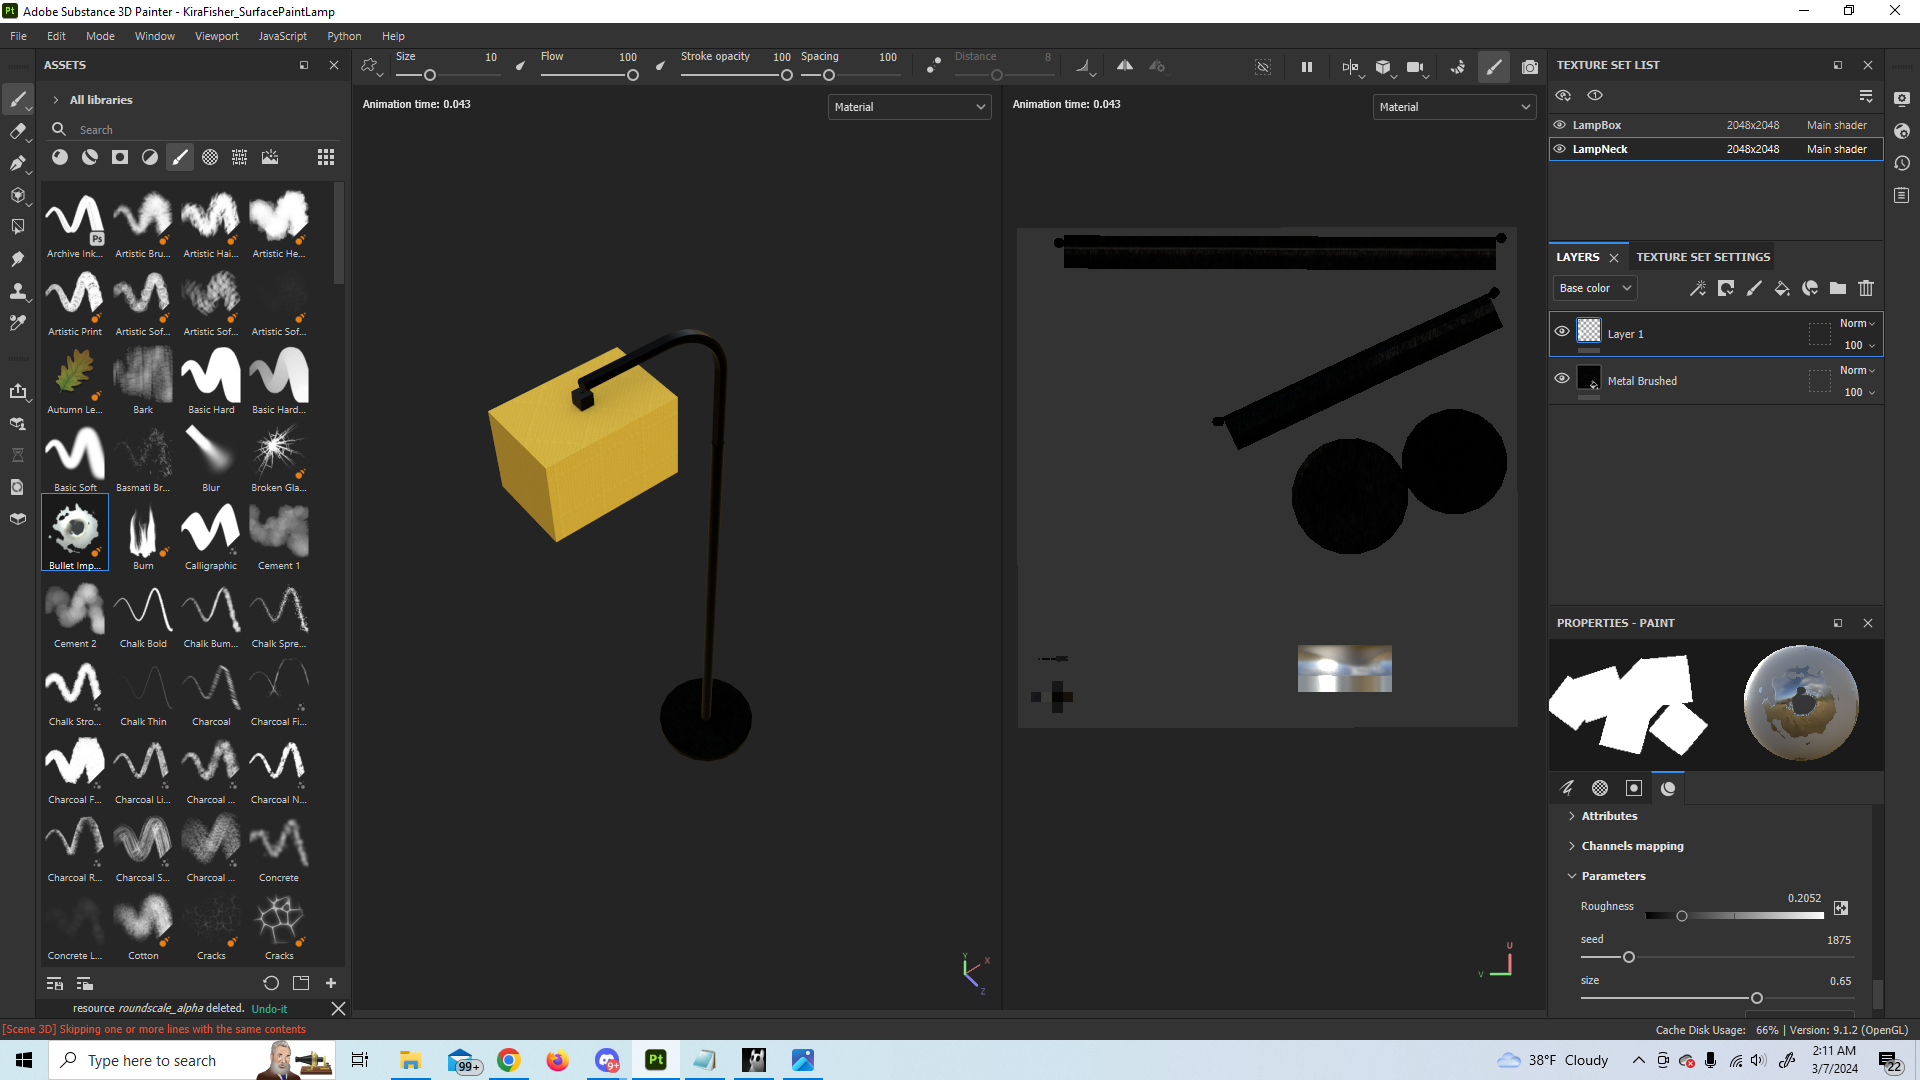 Adobe Substance 3D Painter - KiraFisher_SurfacePaintLamp
File Edit Mode Window Viewport JavaScript Python Help
ASSETS
All libraries
Search
Archive Ink... Artistic Bru... Artistic Hai... Artistic He...
Ps
Artistic Print Artistic Sof... Artistic Sof... Artistic Sof...
Autumn Le... Bark Basic Hard Basic Hard...
Basic Soft Basmati Br... Blur Broken Gla...
Bullet Imp... Burn Calligraphic Cement 1
Cement 2 Chalk Bold Chalk Bum... Chalk Spre...
Chalk Stro... Chalk Thin Charcoal Charcoal Fi...
Charcoal F... Charcoal Li... Charcoal ... Charcoal N...
Charcoal R... Charcoal S... Charcoal ... Concrete
Concrete L... Cotton Cracks Cracks
resource roundscale_alpha deleted. Undo-it
[Scene 3D] Skipping one or more lines with the same contents
Size 10 Flow 100 Stroke opacity 100 Spacing 100 Distance 8
Animation time: 0.043
Material
Y X Z
Animation time: 0.043
Material
U V
TEXTURE SET LIST
LampBox 2048x2048 Main shader
LampNeck 2048x2048 Main shader
LAYERS TEXTURE SET SETTINGS
Base color
Layer 1 Norm 100
Metal Brushed Norm 100
PROPERTIES - PAINT
Attributes
Channels mapping
Parameters
Roughness 0.2052
seed 1875
size 0.65
Cache Disk Usage: 66% | Version: 9.1.2 (OpenGL)
Type here to search
99+
9+
Pt
38°F Cloudy
2:11 AM
3/7/2024
22